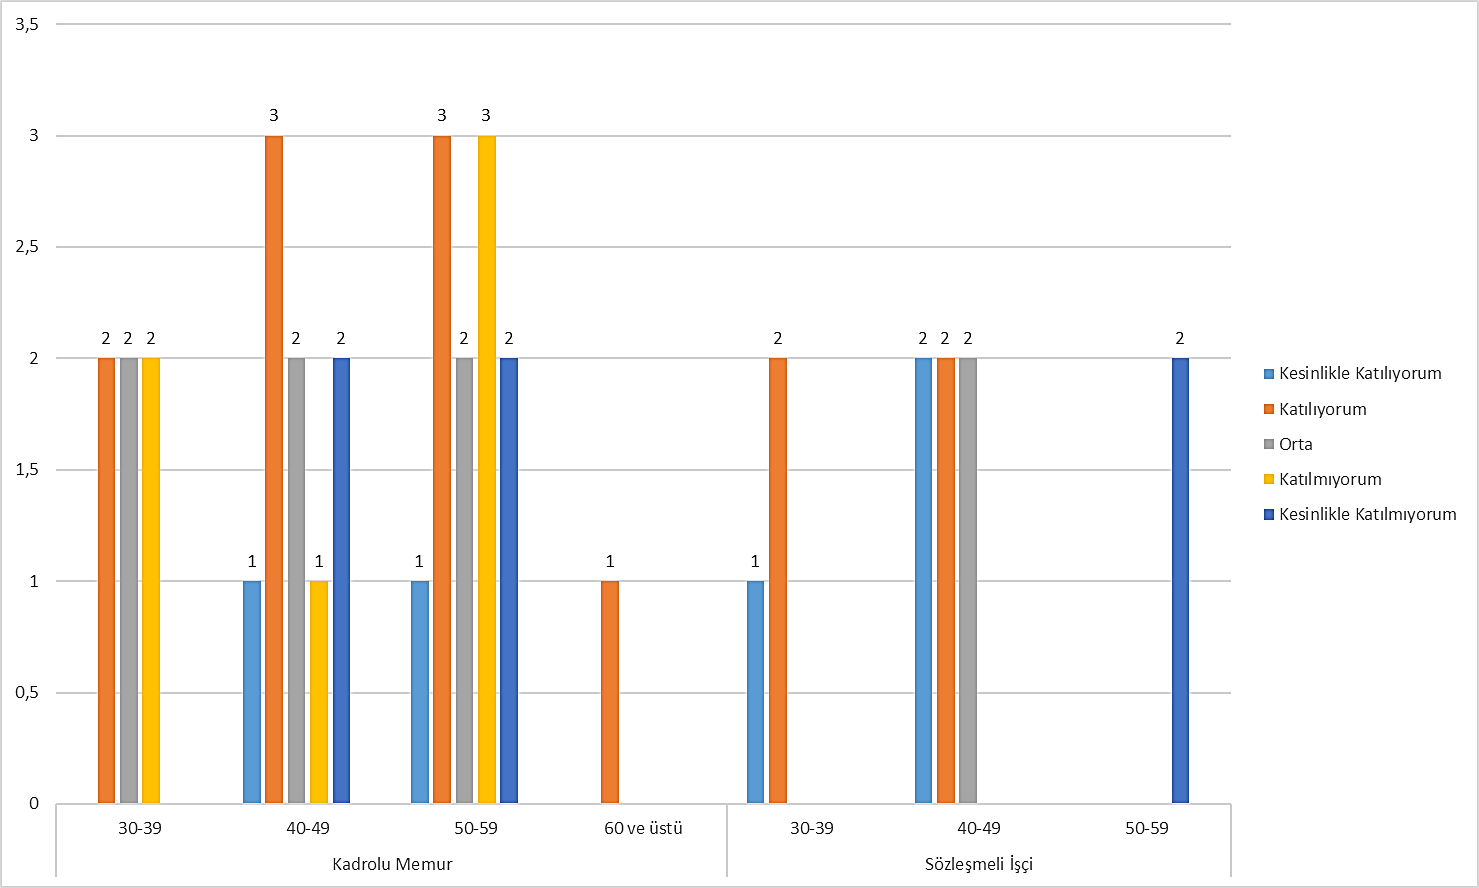 3,5
3
2,5
2
1,5
1
0,5
0
2 2 2
1 3 2 1 2
1 3 2 3 2
1
1 2
2 2 2
2
30-39 40-49 50-59 60 ve üstü 30-39 40-49 50-59
Kadrolu Memur Sözleşmeli İşçi
Kesinlikle Katılıyorum
Katılıyorum
Orta
Katılmıyorum
Kesinlikle Katılmıyorum